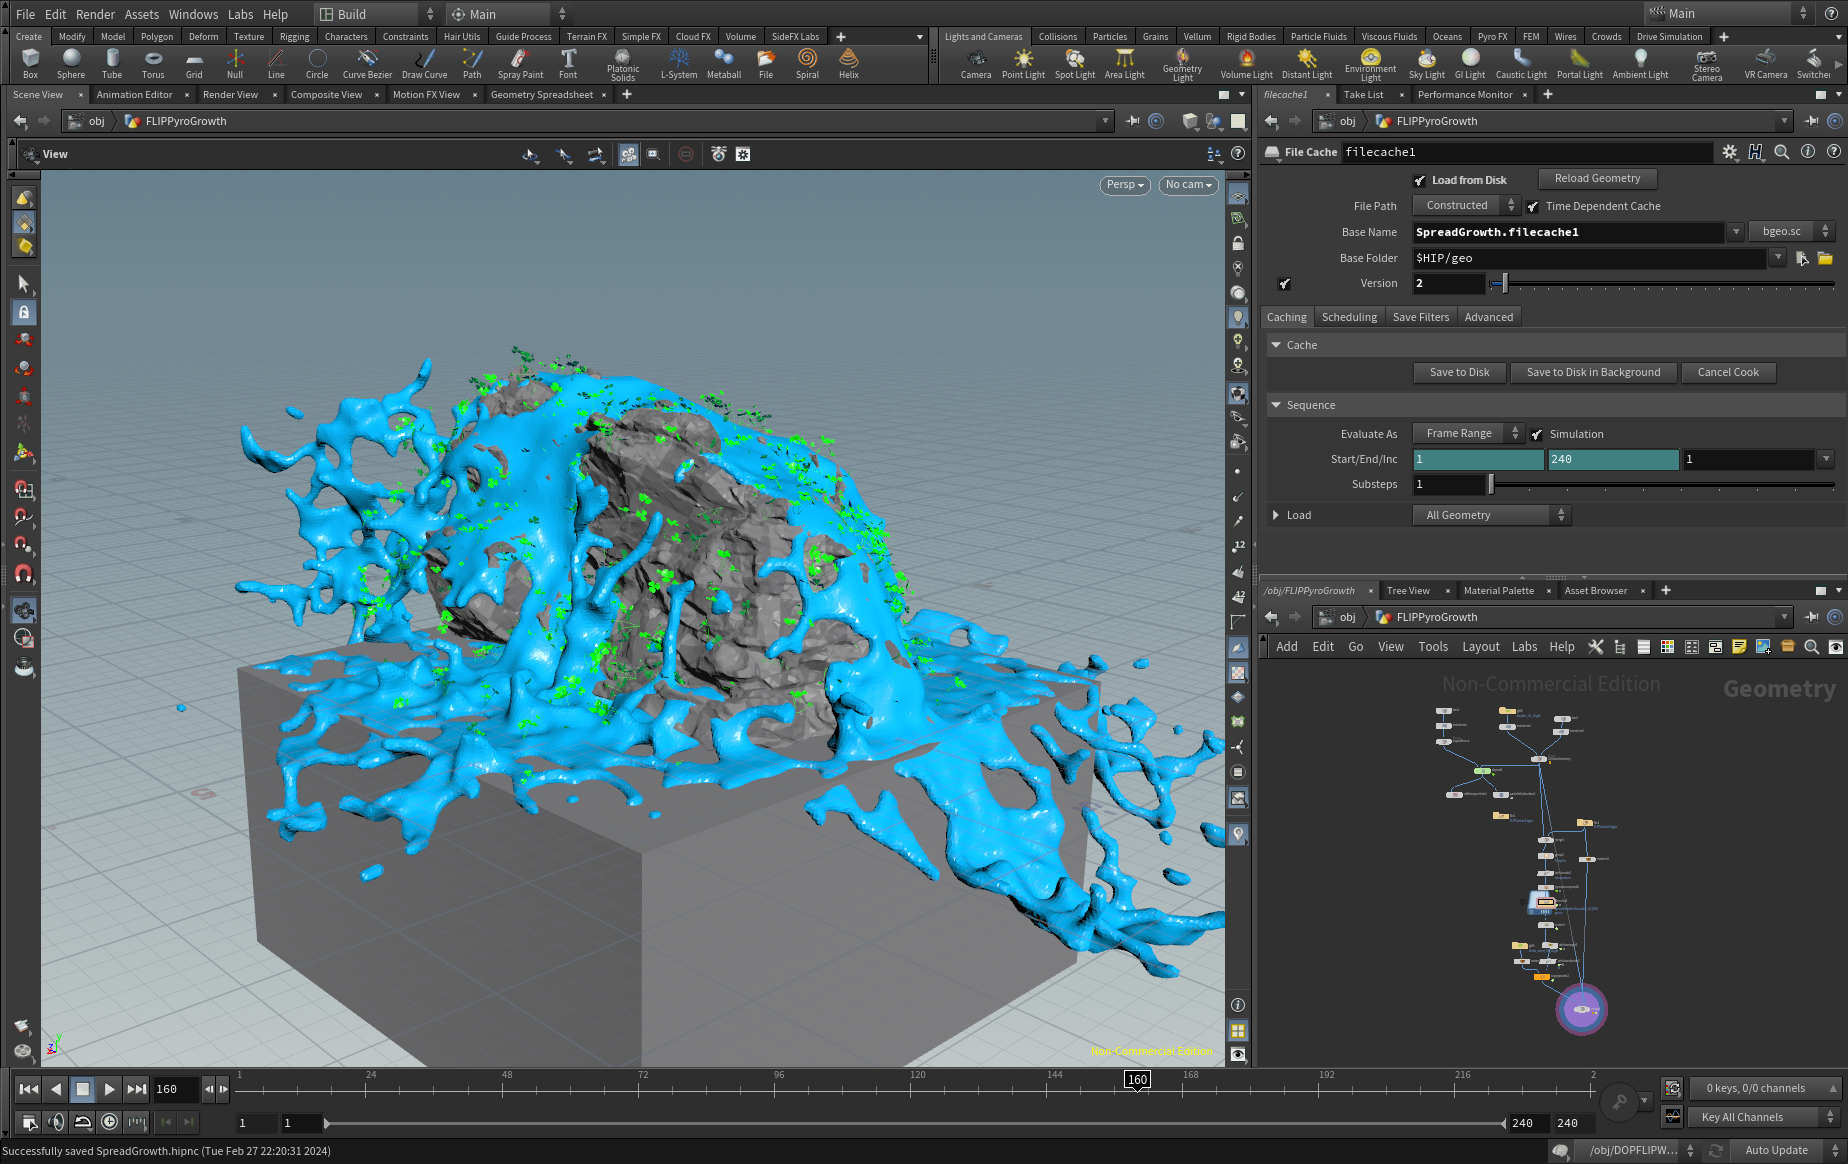 File Edit Render Assets Windows Labs Help Build Main Main
Create Modify Model Polygon Deform Texture Rigging Characters Constraints Hair Utils Guide Process Terrain FX Simple FX Cloud FX Volume SideFX Labs
Lights and Cameras Collisions Particles Grains Vellum Rigid Bodies Particle Fluids Viscous Fluids Oceans Pyro FX FEM Wires Crowds Drive Simulation
Box Sphere Tube Torus Grid Null Line Circle Curve Bezier Draw Curve Path Spray Paint Font Platonic Solids L-System Metaball File Spiral Helix
Camera Point Light Spot Light Area Light Geometry Light Volume Light Distant Light Environment Light Sky Light GI Light Caustic Light Portal Light Ambient Light Stereo Camera VR Camera Switcher
Scene View Animation Editor Render View Composite View Motion FX View Geometry Spreadsheet
filecache1 Take List Performance Monitor
obj FLIPPyroGrowth
obj FLIPPyroGrowth
View
File Cache filecache1
Persp No cam
Load from Disk Reload Geometry
File Path Constructed Time Dependent Cache
Base Name SpreadGrowth.filecache1 bgeo.sc
Base Folder $HIP/geo
Version 2
Caching Scheduling Save Filters Advanced
Cache
Save to Disk Save to Disk in Background Cancel Cook
Sequence
Evaluate As Frame Range Simulation
Start/End/Inc 1 240 1
Substeps 1
Load All Geometry
/obj/FLIPPyroGrowth Tree View Material Palette Asset Browser
obj FLIPPyroGrowth
Add Edit Go View Tools Layout Labs Help
Non-Commercial Edition Geometry
12
12
Non-Commercial Edition
160 1 24 48 72 96 120 144 160 168 192 216 2
0 keys, 0/0 channels
1 1 240 240
Key All Channels
Successfully saved SpreadGrowth.hipnc (Tue Feb 27 22:20:31 2024)
/obj/DOPFLIPW... Auto Update